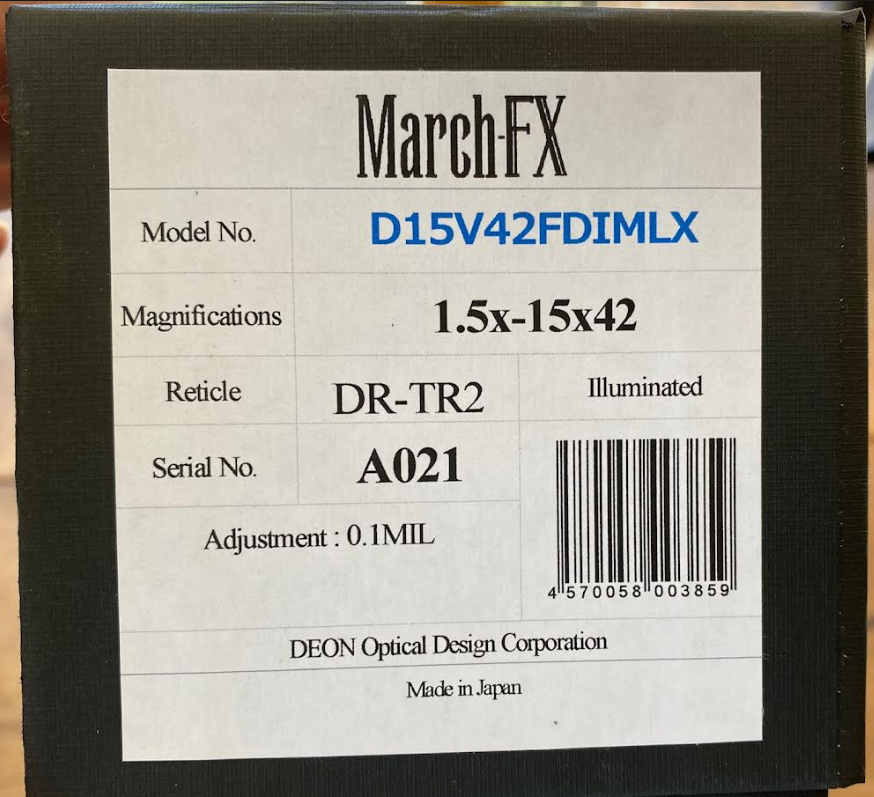 March-FX
Model No. D15V42FDIMLX
Magnifications 1.5x-15x42
Reticle DR-TR2 Illuminated
Serial No. A021
Adjustment : 0.1MIL
4 570058 003859
DEON Optical Design Corporation
Made in Japan